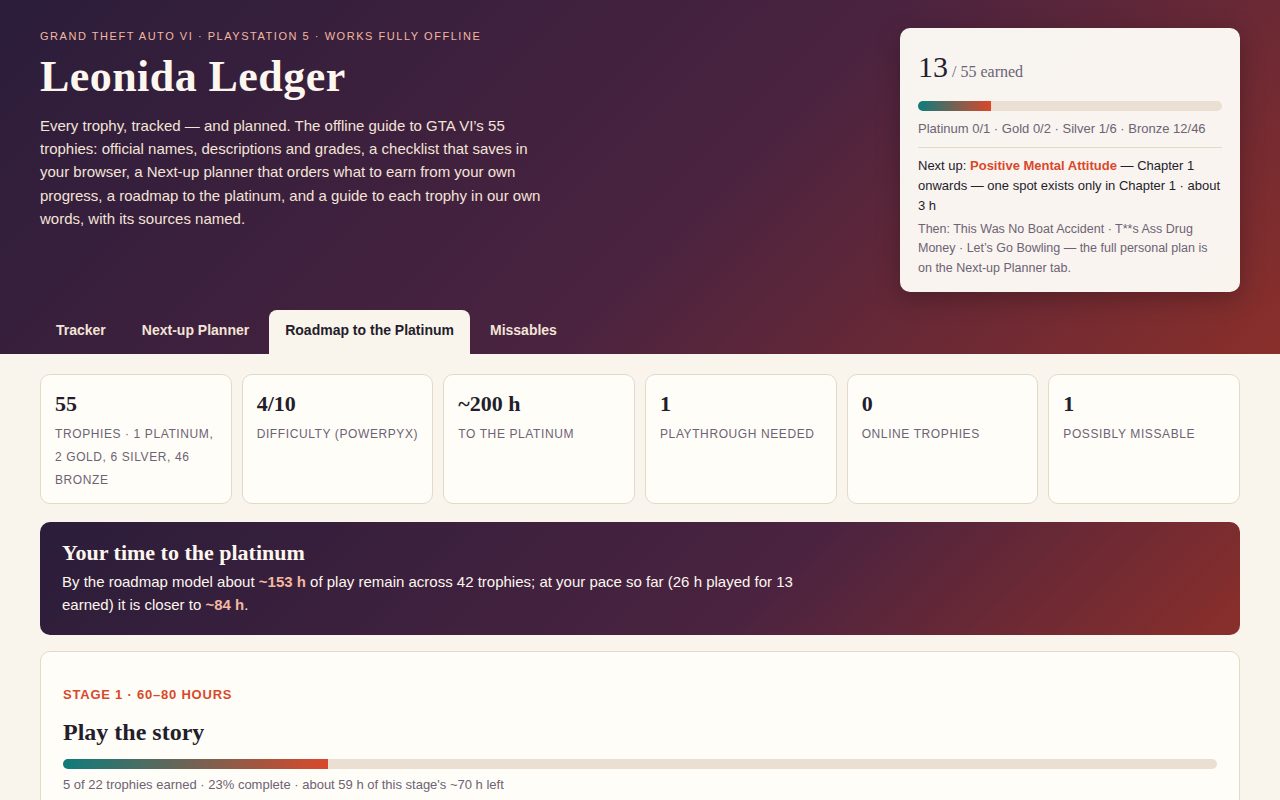 GRAND THEFT AUTO VI · PLAYSTATION 5 · WORKS FULLY OFFLINE
Leonida Ledger
Every trophy, tracked — and planned. The offline guide to GTA VI’s 55
trophies: official names, descriptions and grades, a checklist that saves in
your browser, a Next-up planner that orders what to earn from your own
progress, a roadmap to the platinum, and a guide to each trophy in our own
words, with its sources named.
13 / 55 earned
Platinum 0/1 · Gold 0/2 · Silver 1/6 · Bronze 12/46
Next up: Positive Mental Attitude — Chapter 1
onwards — one spot exists only in Chapter 1 · about
3 h
Then: This Was No Boat Accident · T**s Ass Drug
Money · Let’s Go Bowling — the full personal plan is
on the Next-up Planner tab.
Tracker
Next-up Planner
Roadmap to the Platinum
Missables
55
TROPHIES · 1 PLATINUM,
2 GOLD, 6 SILVER, 46
BRONZE
4/10
DIFFICULTY (POWERPYX)
~200 h
TO THE PLATINUM
1
PLAYTHROUGH NEEDED
0
ONLINE TROPHIES
1
POSSIBLY MISSABLE
Your time to the platinum
By the roadmap model about ~153 h of play remain across 42 trophies; at your pace so far (26 h played for 13
earned) it is closer to ~84 h.
STAGE 1 · 60–80 HOURS
Play the story
5 of 22 trophies earned · 23% complete · about 59 h of this stage's ~70 h left